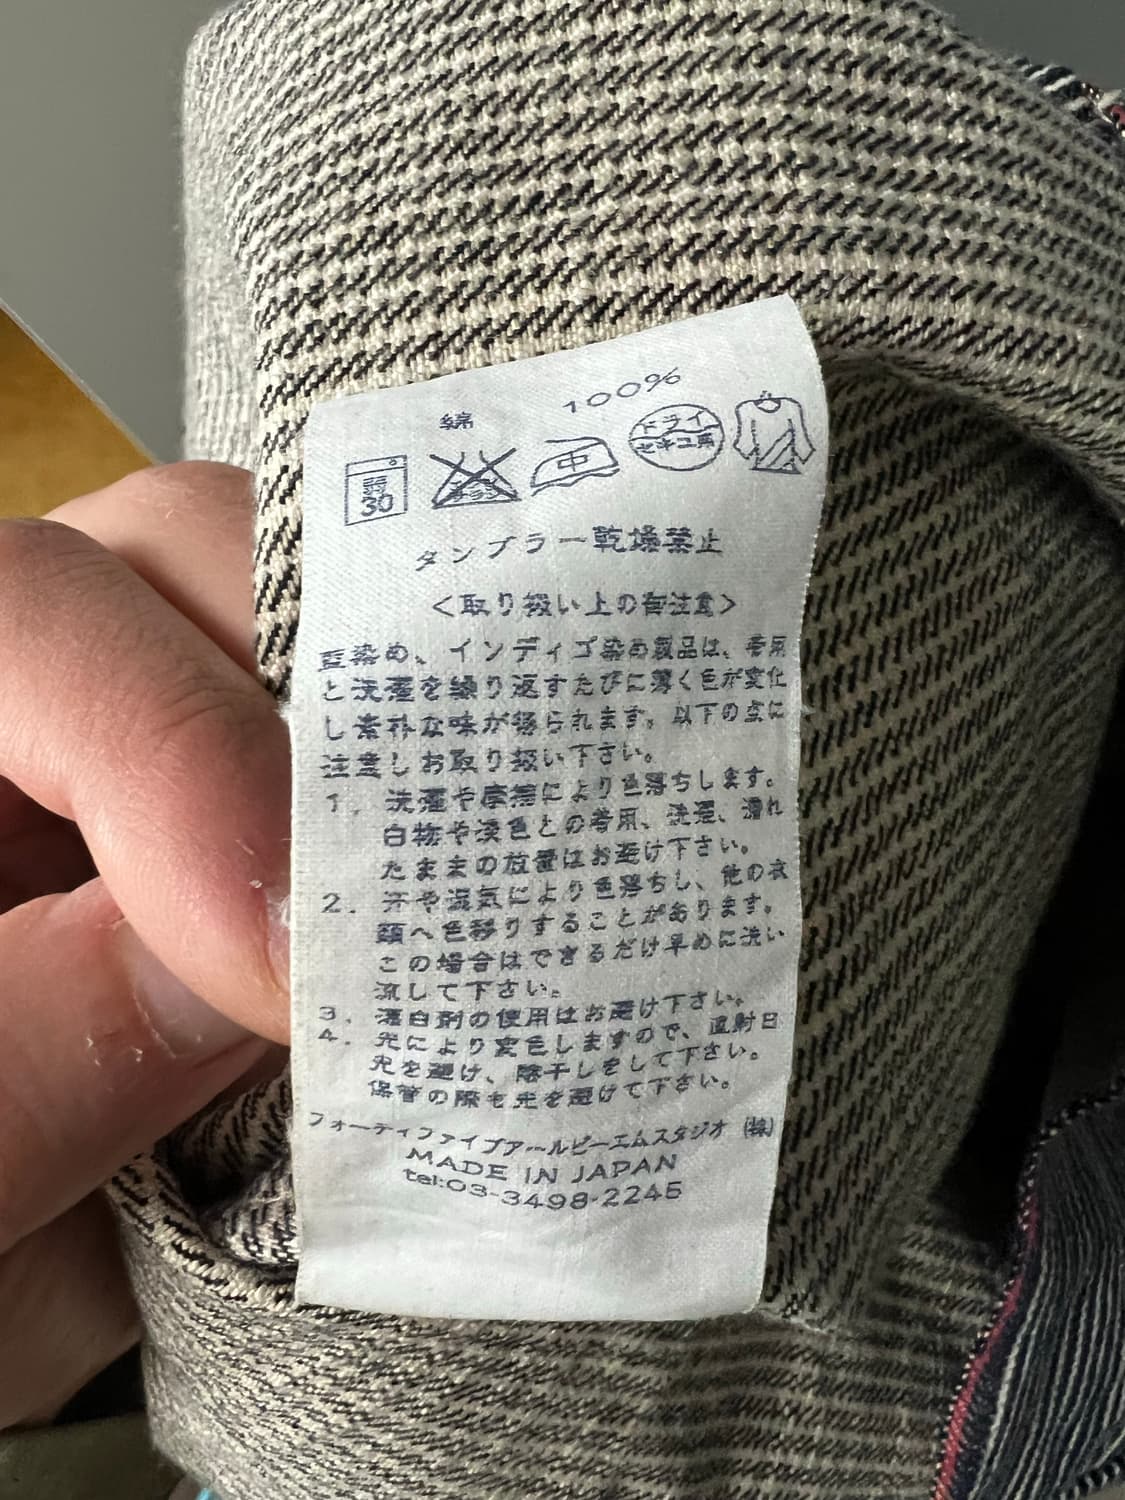 綿 100%
弱
30
エンソ
サラシ
中
ドライ
セキユ系
タンブラー乾燥禁止
<取り扱い上の御注意>
藍染め、インディゴ染め製品は、着用
と洗濯を繰り返すたびに薄く色が変化
し素朴な味が得られます。以下の点に
注意しお取り扱い下さい。
1. 洗濯や摩擦により色落ちします。
白物や淡色との着用、洗濯、濡れ
たままの放置はお避け下さい。
2. 汗や湿気により色落ちし、他の衣
類へ色移りすることがあります。
この場合はできるだけ早めに洗い
流して下さい。
3. 漂白剤の使用はお避け下さい。
4. 光により変色しますので、直射日
光を避け、陰干しをして下さい。
保管の際も光を避けて下さい。
フォーティファイブアールピーエムスタジオ (株)
MADE IN JAPAN
tel:03-3498-2245